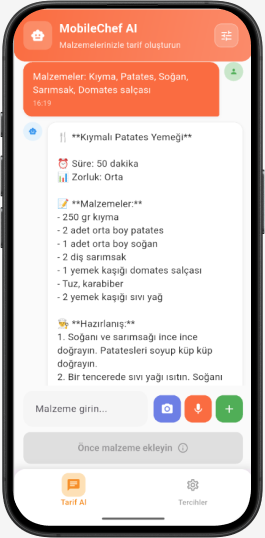 MobileChef AI
Malzemelerinizle tarif oluşturun
Malzemeler: Kıyma, Patates, Soğan,
Sarımsak, Domates salçası
16:19
🍴 **Kıymalı Patates Yemeği**
⏰ Süre: 50 dakika
📊 Zorluk: Orta
📝 **Malzemeler:**
- 250 gr kıyma
- 2 adet orta boy patates
- 1 adet orta boy soğan
- 2 diş sarımsak
- 1 yemek kaşığı domates salçası
- Tuz, karabiber
- 2 yemek kaşığı sıvı yağ
👨‍🍳 **Hazırlanış:**
1. Soğanı ve sarımsağı ince ince
doğrayın. Patatesleri soyup küp küp
doğrayın.
2. Bir tencerede sıvı yağı ısıtın. Soğanı
Malzeme girin...
Önce malzeme ekleyin
Tarif AI
Tercihler